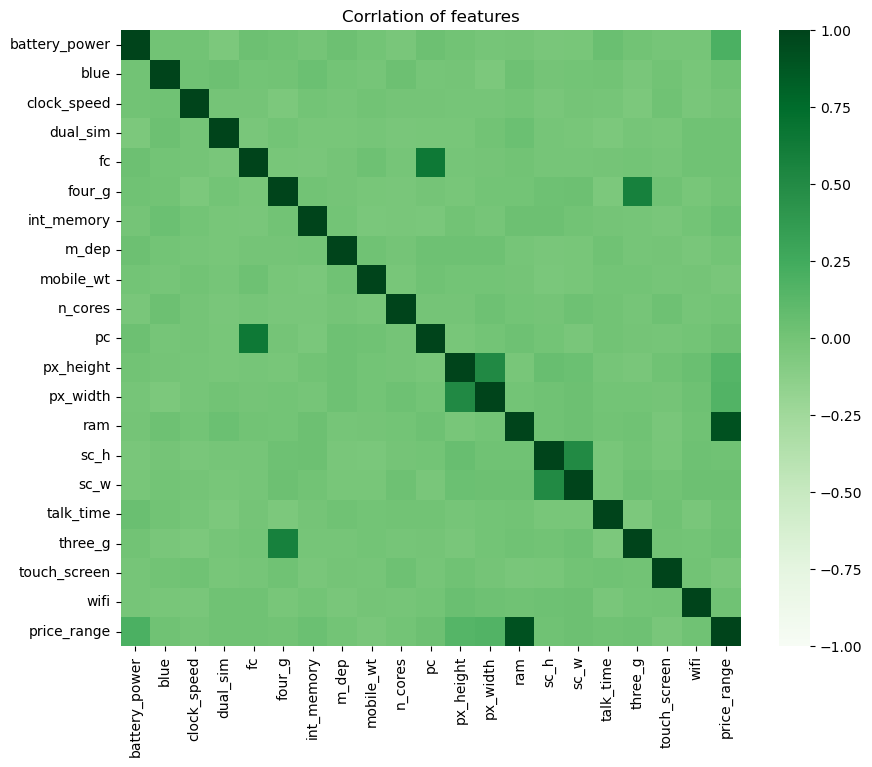 Corrlation of features
battery_power
blue
clock_speed
dual_sim
fc
four_g
int_memory
m_dep
mobile_wt
n_cores
pc
px_height
px_width
ram
sc_h
sc_w
talk_time
three_g
touch_screen
wifi
price_range
battery_power
blue
clock_speed
dual_sim
fc
four_g
int_memory
m_dep
mobile_wt
n_cores
pc
px_height
px_width
ram
sc_h
sc_w
talk_time
three_g
touch_screen
wifi
price_range
1.00
0.75
0.50
0.25
0.00
−0.25
−0.50
−0.75
−1.00